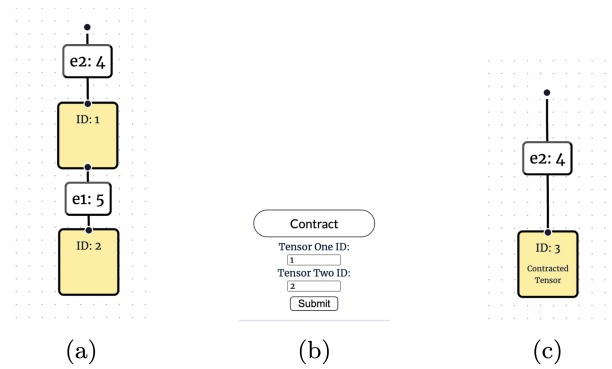 e2: 4
ID: 1
e1: 5
ID: 2
(a)
Contract
Tensor One ID:
1
Tensor Two ID:
2
Submit
(b)
e2: 4
ID: 3
Contracted
Tensor
(c)